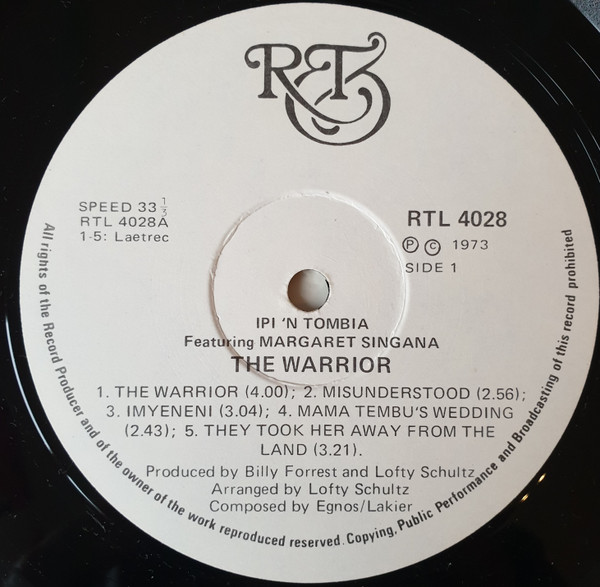 R&T
SPEED 33 1/3
RTL 4028A
1-5: Laetrec
RTL 4028
Ⓟ © 1973
SIDE 1
IPI 'N TOMBIA
Featuring MARGARET SINGANA
THE WARRIOR
1. THE WARRIOR (4.00); 2. MISUNDERSTOOD (2.56);
3. IMYENENI (3.04); 4. MAMA TEMBU'S WEDDING
(2.43); 5. THEY TOOK HER AWAY FROM THE
LAND (3.21).
Produced by Billy Forrest and Lofty Schultz
Arranged by Lofty Schultz
Composed by Egnos/Lakier
All rights of the Record Producer and of the owner of the work reproduced reserved. Copying, Public Performance and Broadcasting of this record prohibited